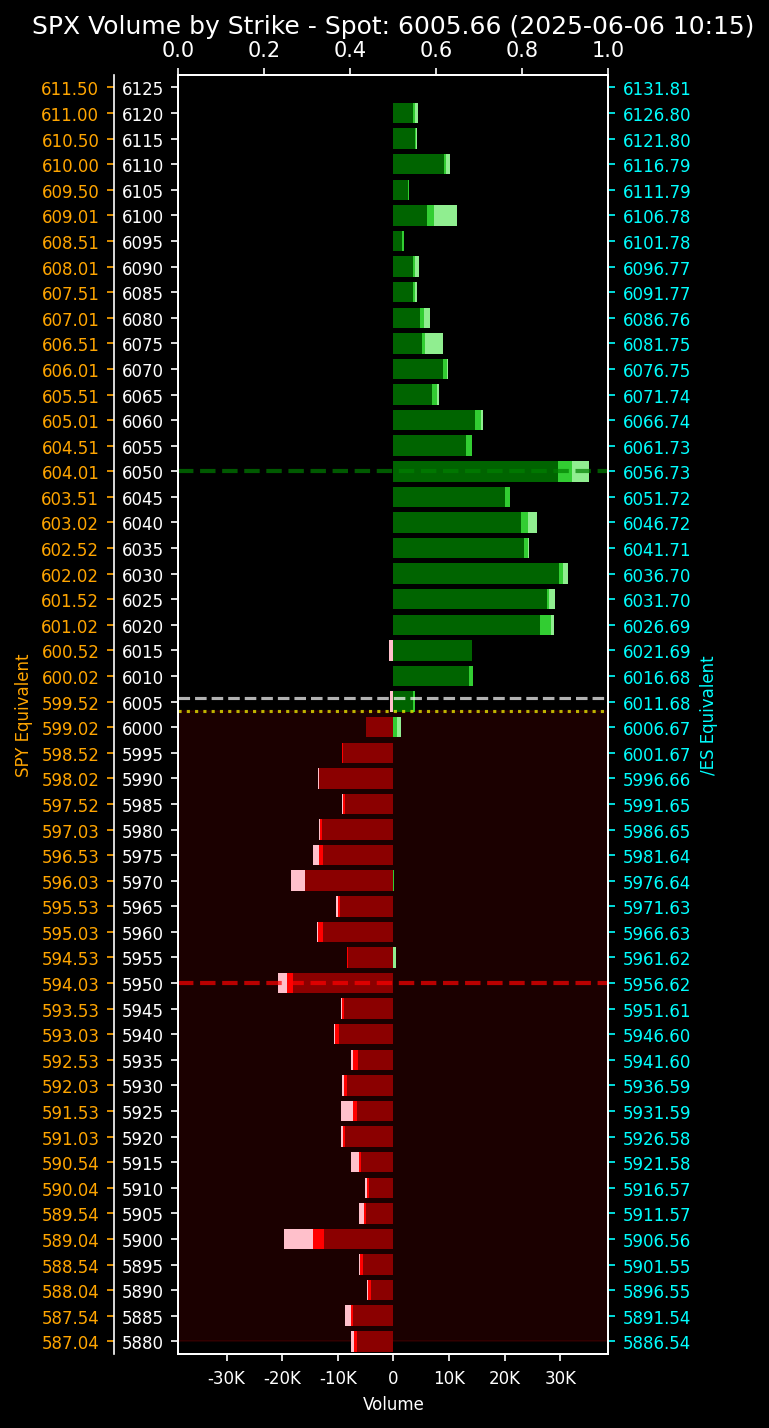 SPX Volume by Strike - Spot: 6005.66 (2025-06-06 10:15)
0.0 0.2 0.4 0.6 0.8 1.0
611.50 6125 6131.81
611.00 6120 6126.80
610.50 6115 6121.80
610.00 6110 6116.79
609.50 6105 6111.79
609.01 6100 6106.78
608.51 6095 6101.78
608.01 6090 6096.77
607.51 6085 6091.77
607.01 6080 6086.76
606.51 6075 6081.75
606.01 6070 6076.75
605.51 6065 6071.74
605.01 6060 6066.74
604.51 6055 6061.73
604.01 6050 6056.73
603.51 6045 6051.72
603.02 6040 6046.72
602.52 6035 6041.71
602.02 6030 6036.70
601.52 6025 6031.70
601.02 6020 6026.69
600.52 6015 6021.69
600.02 6010 6016.68
599.52 6005 6011.68
599.02 6000 6006.67
598.52 5995 6001.67
598.02 5990 5996.66
597.52 5985 5991.65
597.03 5980 5986.65
596.53 5975 5981.64
596.03 5970 5976.64
595.53 5965 5971.63
595.03 5960 5966.63
594.53 5955 5961.62
594.03 5950 5956.62
593.53 5945 5951.61
593.03 5940 5946.60
592.53 5935 5941.60
592.03 5930 5936.59
591.53 5925 5931.59
591.03 5920 5926.58
590.54 5915 5921.58
590.04 5910 5916.57
589.54 5905 5911.57
589.04 5900 5906.56
588.54 5895 5901.55
588.04 5890 5896.55
587.54 5885 5891.54
587.04 5880 5886.54
SPY Equivalent
/ES Equivalent
-30K -20K -10K 0 10K 20K 30K
Volume